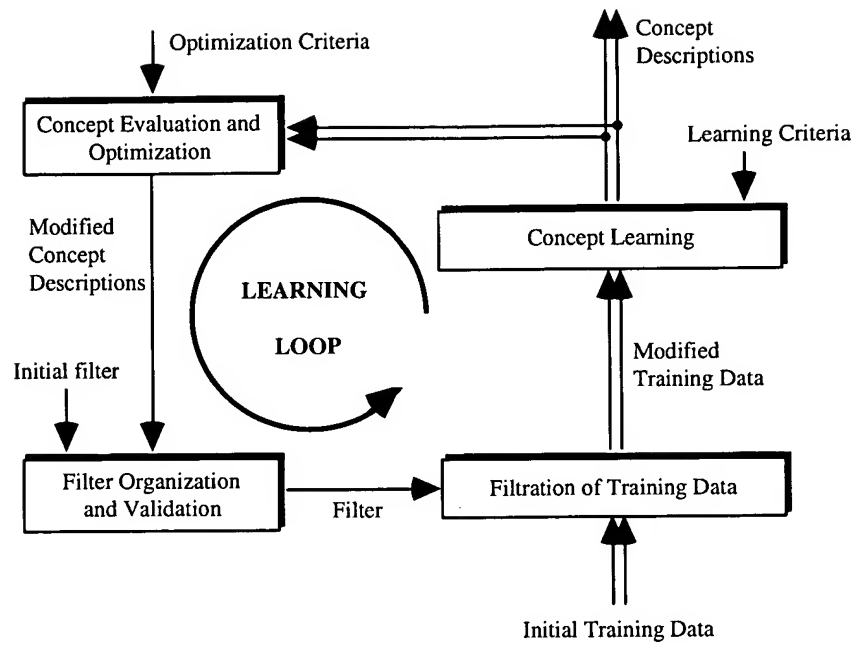 Optimization Criteria
Concept
Descriptions
Concept Evaluation and
Optimization
Learning Criteria
Modified
Concept
Descriptions
Concept Learning
LEARNING
LOOP
Initial filter
Modified
Training Data
Filter Organization
and Validation
Filter
Filtration of Training Data
Initial Training Data